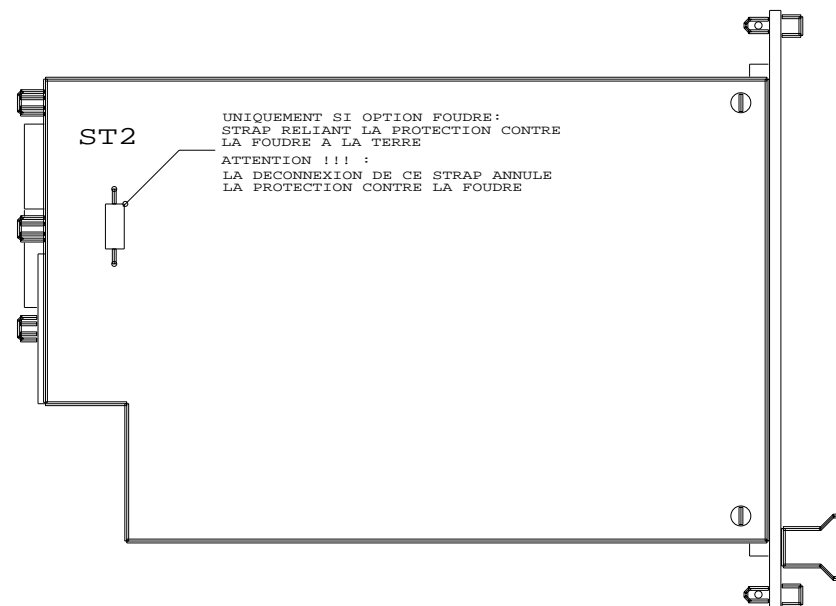 ST2
UNIQUEMENT SI OPTION FOUDRE:
STRAP RELIANT LA PROTECTION CONTRE
LA FOUDRE A LA TERRE
ATTENTION !!! :
LA DECONNEXION DE CE STRAP ANNULE
LA PROTECTION CONTRE LA FOUDRE